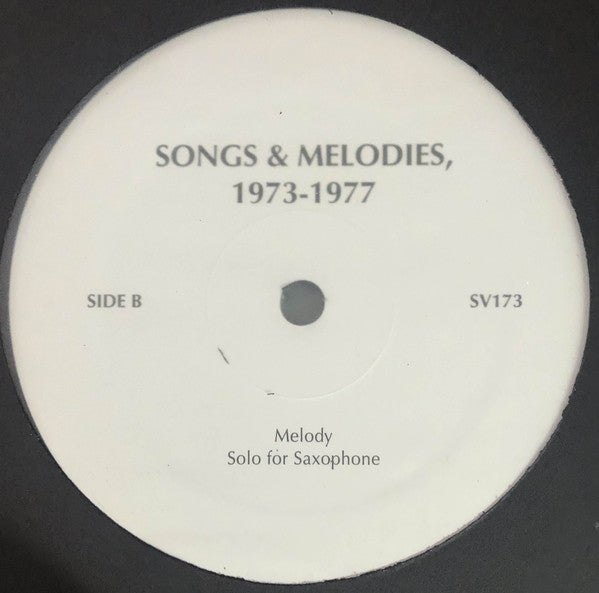 SONGS & MELODIES,
1973-1977
SIDE B
SV173
Melody
Solo for Saxophone